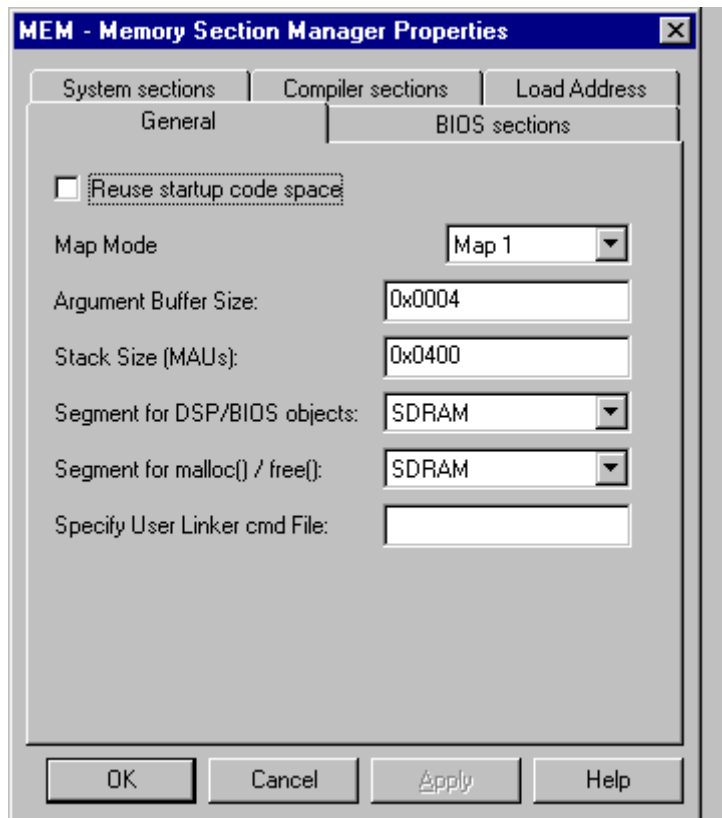 MEM - Memory Section Manager Properties
System sections Compiler sections Load Address
General BIOS sections
Reuse startup code space
Map Mode Map 1
Argument Buffer Size: 0x0004
Stack Size (MAUs): 0x0400
Segment for DSP/BIOS objects: SDRAM
Segment for malloc() / free(): SDRAM
Specify User Linker cmd File:
OK Cancel Apply Help